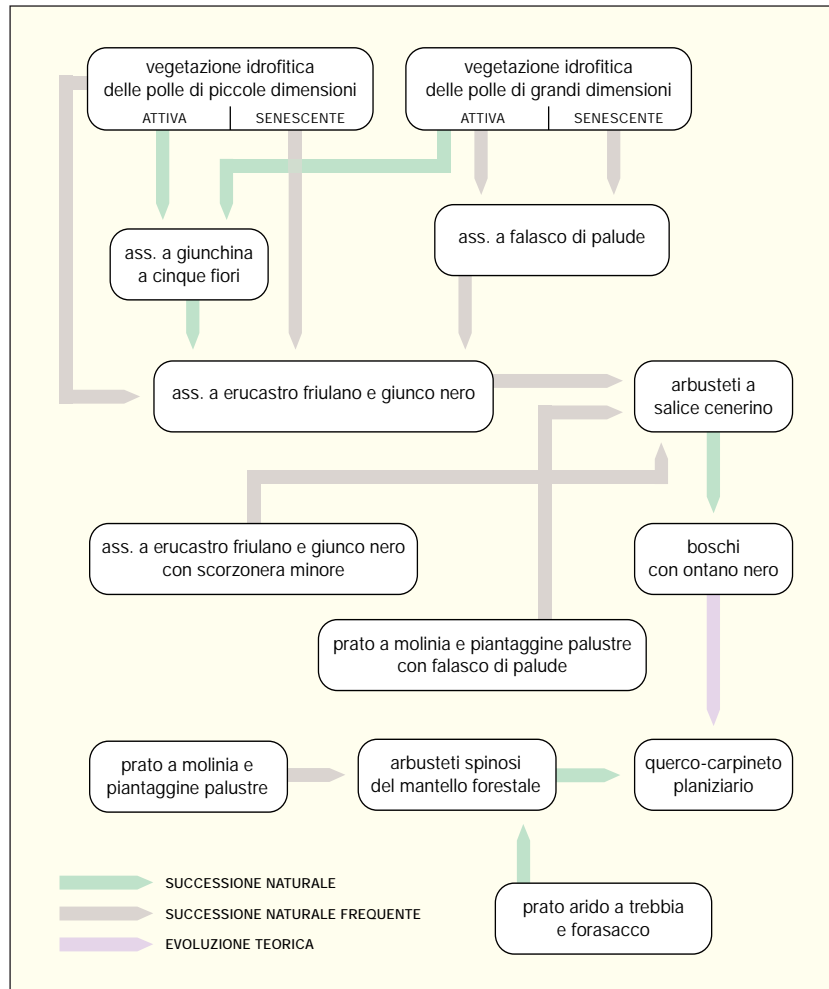 vegetazione idrofitica
delle polle di piccole dimensioni
ATTIVA
SENESCENTE
vegetazione idrofitica
delle polle di grandi dimensioni
ATTIVA
SENESCENTE
ass. a giunchina
a cinque fiori
ass. a falasco di palude
ass. a erucastro friulano e giunco nero
arbusteti a
salice cenerino
ass. a erucastro friulano e giunco nero
con scorzonera minore
boschi
con ontano nero
prato a molinia e piantaggine palustre
con falasco di palude
prato a molinia e
piantaggine palustre
arbusteti spinosi
del mantello forestale
querco-carpineto
planiziario
prato arido a trebbia
e forasacco
SUCCESSIONE NATURALE
SUCCESSIONE NATURALE FREQUENTE
EVOLUZIONE TEORICA